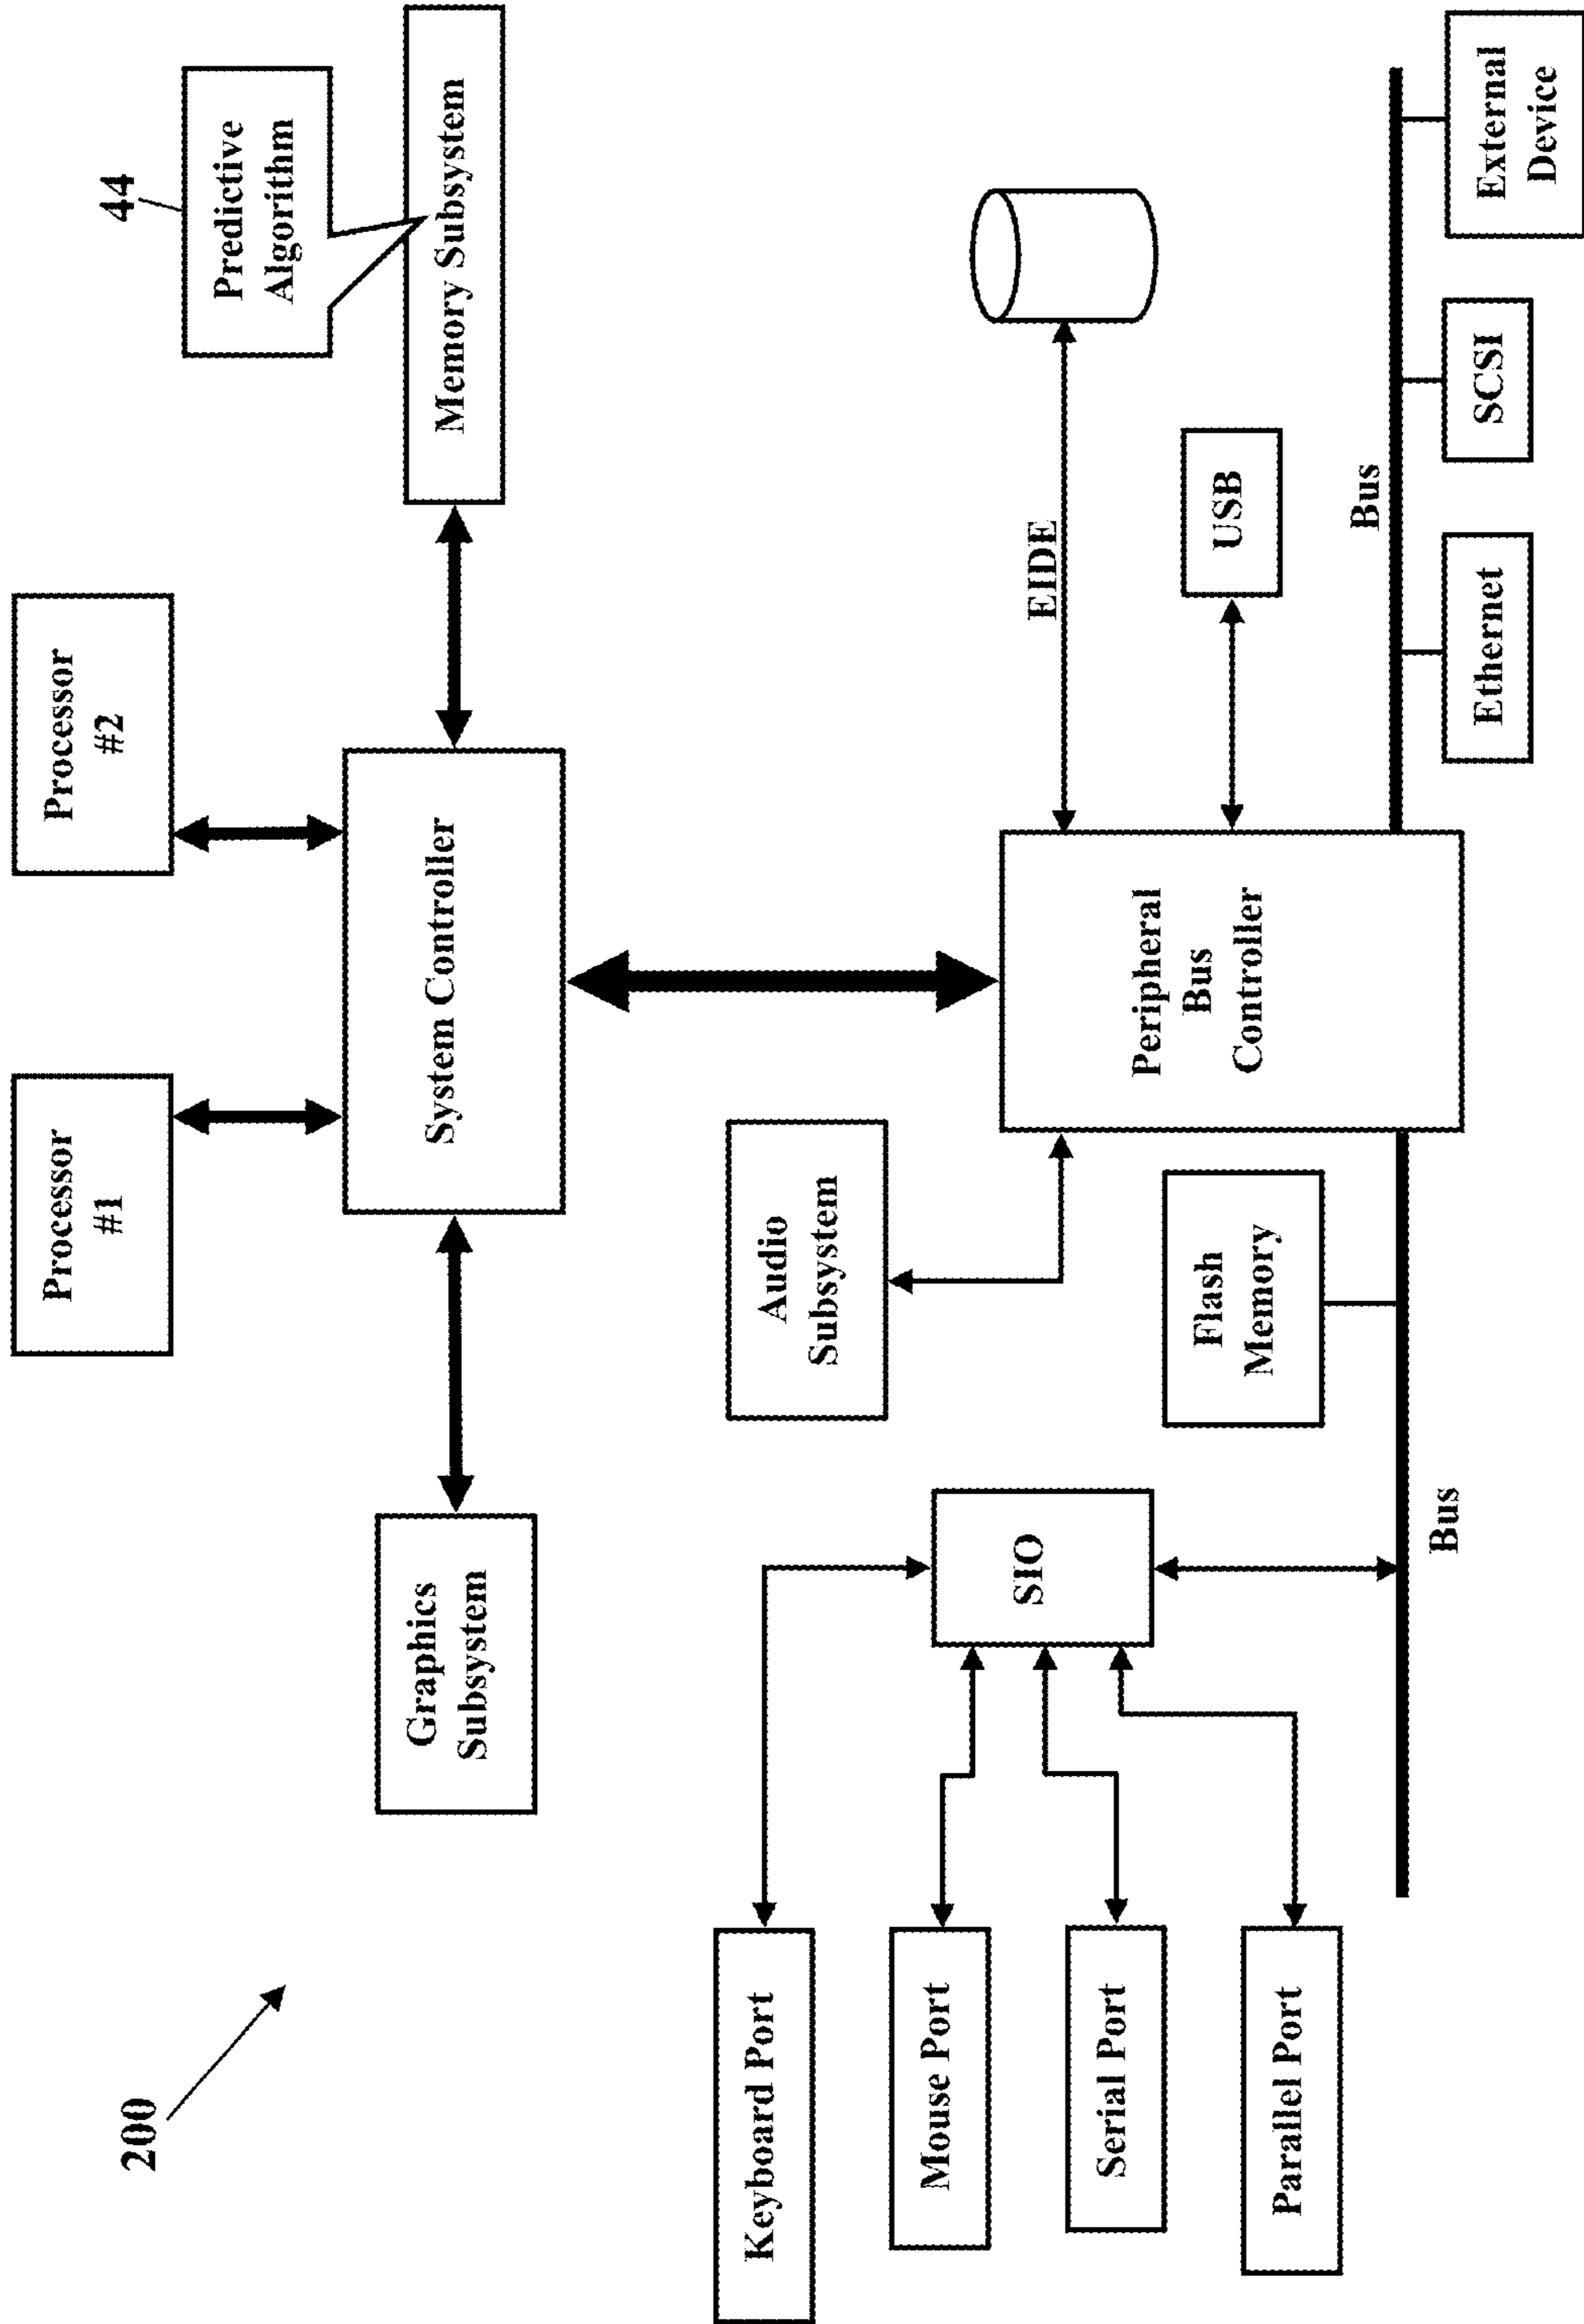 200
44
Processor
#1
Processor
#2
Predictive
Algorithm
Graphics
Subsystem
System Controller
Memory Subsystem
Keyboard Port
Audio
Subsystem
Mouse Port
SIO
EIDE
Serial Port
Peripheral
Bus
Controller
USB
Flash
Memory
Parallel Port
Bus
Bus
Ethernet
SCSI
External
Device